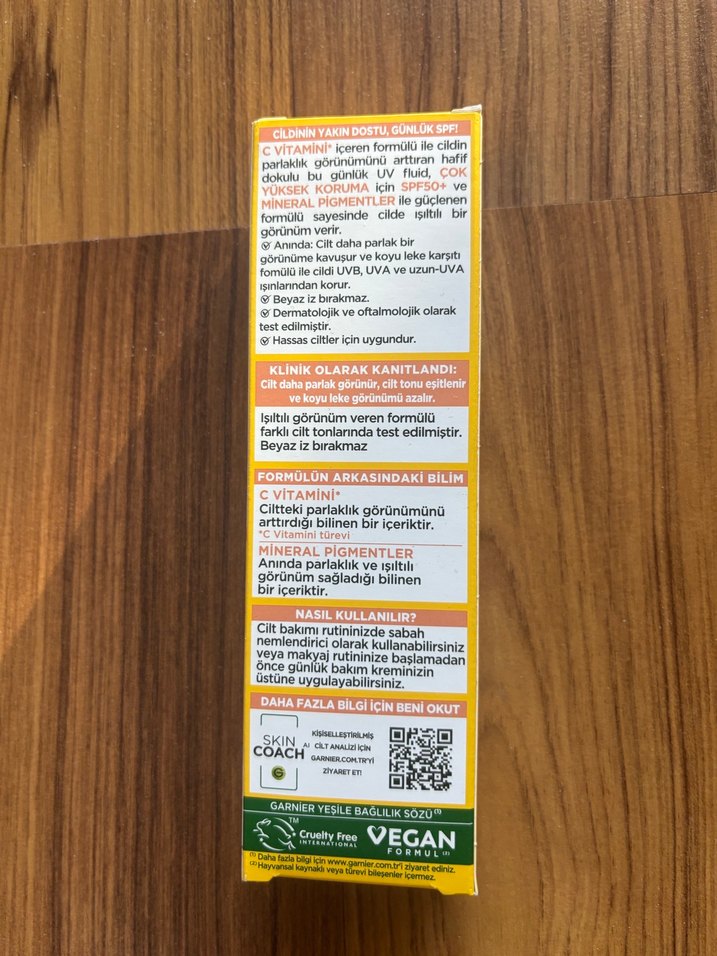 CİLDİNİN YAKIN DOSTU, GÜNLÜK SPF!
C VİTAMİNİ* içeren formülü ile cildin
parlaklık görünümünü arttıran hafif
dokulu bu günlük UV fluid, ÇOK
YÜKSEK KORUMA için SPF50+ ve
MİNERAL PİGMENTLER ile güçlenen
formülü sayesinde cilde ışıltılı bir
görünüm verir.
Anında: Cilt daha parlak bir
görünüme kavuşur ve koyu leke karşıtı
fomülü ile cildi UVB, UVA ve uzun-UVA
ışınlarından korur.
Beyaz iz bırakmaz.
Dermatolojik ve oftalmolojik olarak
test edilmiştir.
Hassas ciltler için uygundur.
KLİNİK OLARAK KANITLANDI:
Cilt daha parlak görünür, cilt tonu eşitlenir
ve koyu leke görünümü azalır.
Işıltılı görünüm veren formülü
farklı cilt tonlarında test edilmiştir.
Beyaz iz bırakmaz
FORMÜLÜN ARKASINDAKİ BİLİM
C VİTAMİNİ*
Ciltteki parlaklık görünümünü
arttırdığı bilinen bir içeriktir.
*C Vitamini türevi
MİNERAL PİGMENTLER
Anında parlaklık ve ışıltılı
görünüm sağladığı bilinen
bir içeriktir.
NASIL KULLANILIR?
Cilt bakımı rutininizde sabah
nemlendirici olarak kullanabilirsiniz
veya makyaj rutininize başlamadan
önce günlük bakım kreminizin
üstüne uygulayabilirsiniz.
DAHA FAZLA BİLGİ İÇİN BENİ OKUT
SKIN
COACH AI
KİŞİSELLEŞTİRİLMİŞ
CİLT ANALİZİ İÇİN
GARNIER.COM.TR'Yİ
ZİYARET ET!
GARNİER YEŞİLE BAĞLILIK SÖZÜ (1)
TM
Cruelty Free
INTERNATIONAL
VEGAN
FORMUL (2)
(1) Daha fazla bilgi için www.garnier.com.tr'i ziyaret ediniz.
(2) Hayvansal kaynaklı veya türevi bileşenler içermez.